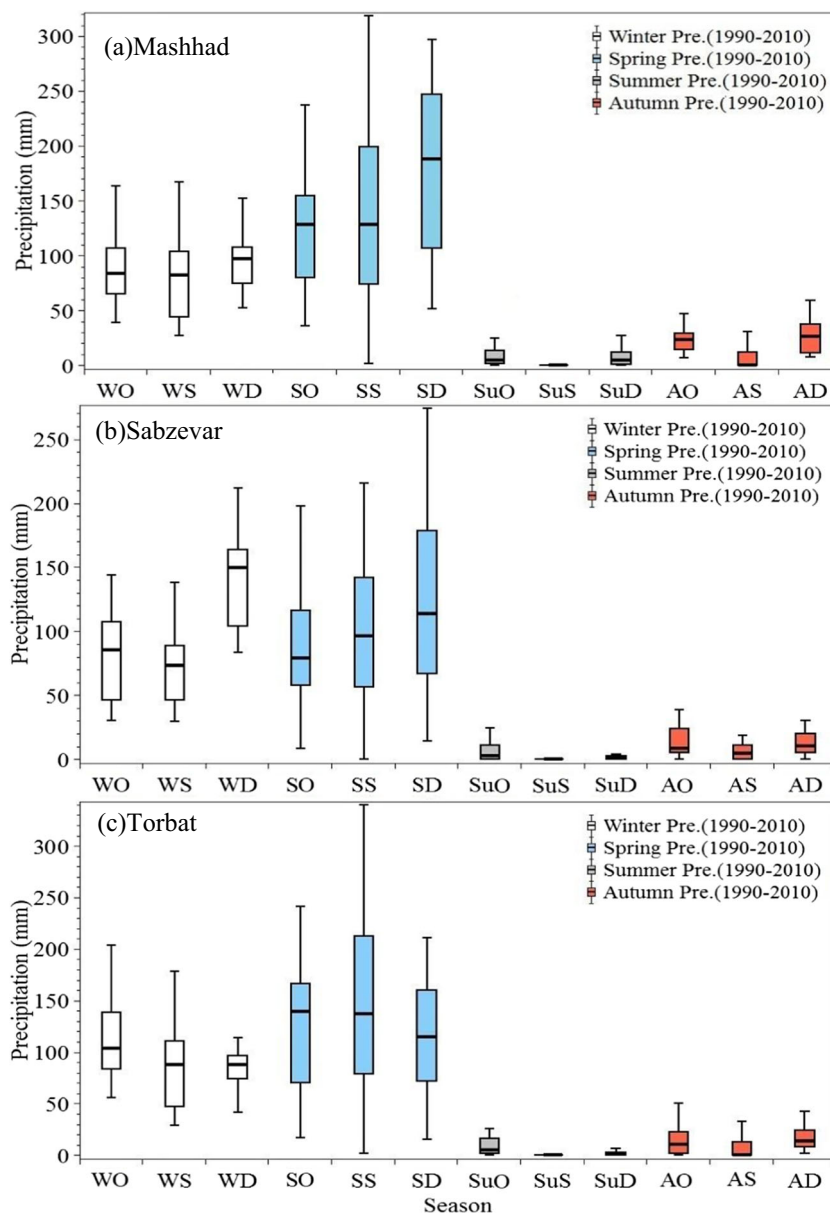 (a)Mashhad
Winter Pre.(1990-2010)
Spring Pre.(1990-2010)
Summer Pre.(1990-2010)
Autumn Pre.(1990-2010)
Precipitation (mm)
300
250
200
150
100
50
0
WO WS WD SO SS SD SuO SuS SuD AO AS AD
(b)Sabzevar
Winter Pre.(1990-2010)
Spring Pre.(1990-2010)
Summer Pre.(1990-2010)
Autumn Pre.(1990-2010)
Precipitation (mm)
250
200
150
100
50
0
WO WS WD SO SS SD SuO SuS SuD AO AS AD
(c)Torbat
Winter Pre.(1990-2010)
Spring Pre.(1990-2010)
Summer Pre.(1990-2010)
Autumn Pre.(1990-2010)
Precipitation (mm)
300
250
200
150
100
50
0
WO WS WD SO SS SD SuO SuS SuD AO AS AD
Season